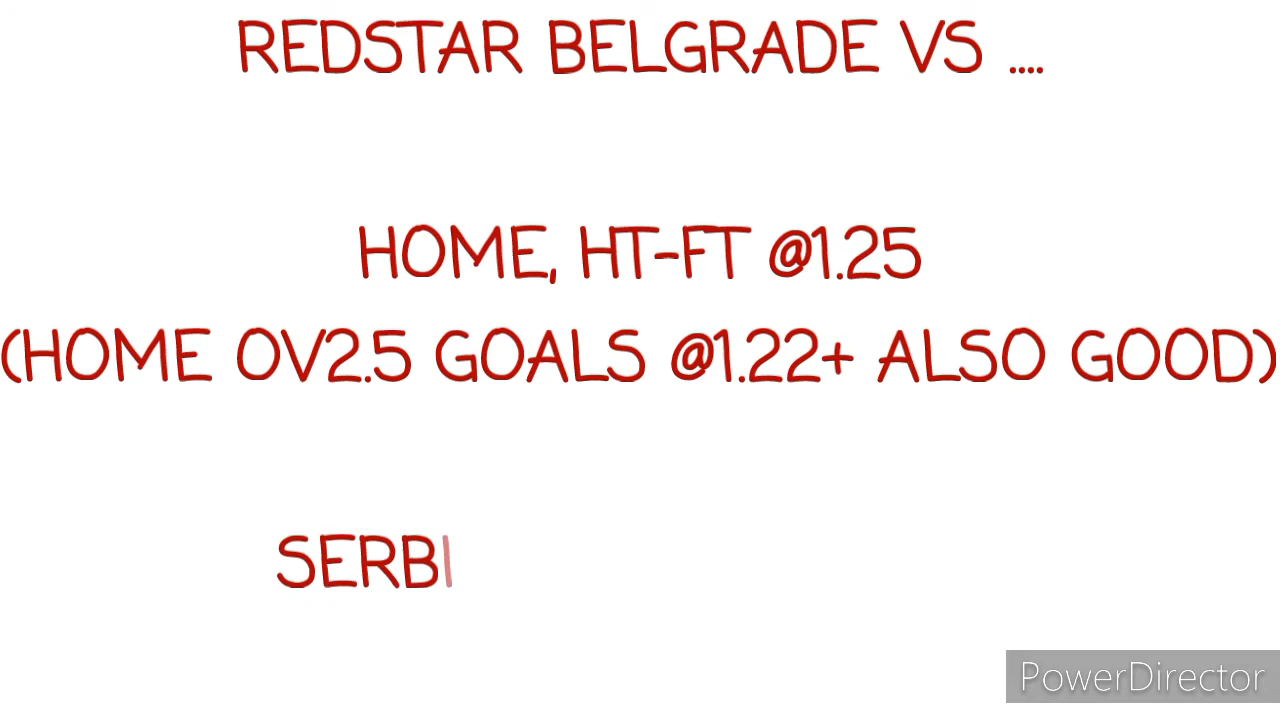 REDSTAR BELGRADE VS ....
HOME, HT-FT @1.25
(HOME OV2.5 GOALS @1.22+ ALSO GOOD)
SERBI
PowerDirector